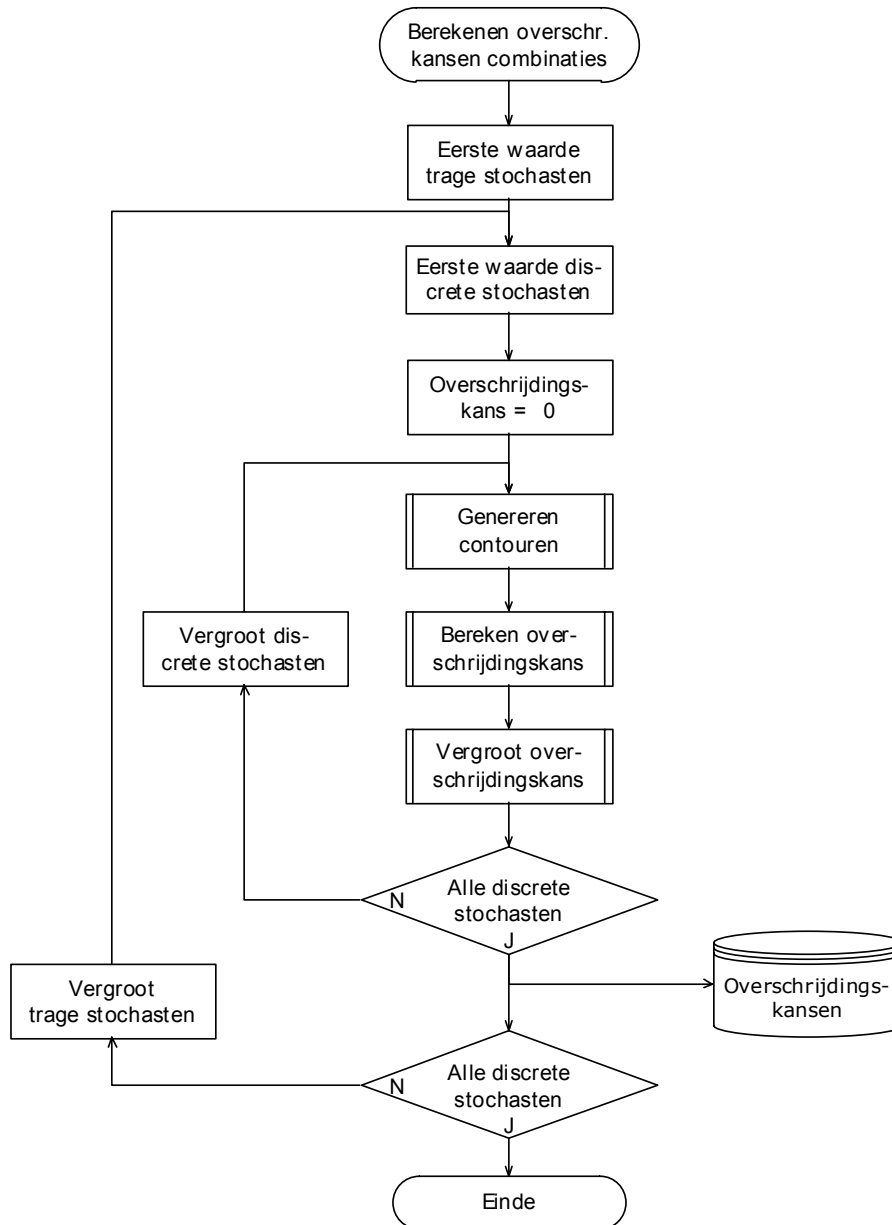 Berekenen overschr.
kansen combinaties
Eerste waarde
trage stochasten
Eerste waarde dis-
crete stochasten
Overschrijdings-
kans = 0
Genereren
contouren
Vergroot dis-
crete stochasten
Bereken over-
schrijdingskans
Vergroot over-
schrijdingskans
N
Alle discrete
stochasten
J
Vergroot
trage stochasten
Overschrijdings-
kansen
N
Alle discrete
stochasten
J
Einde